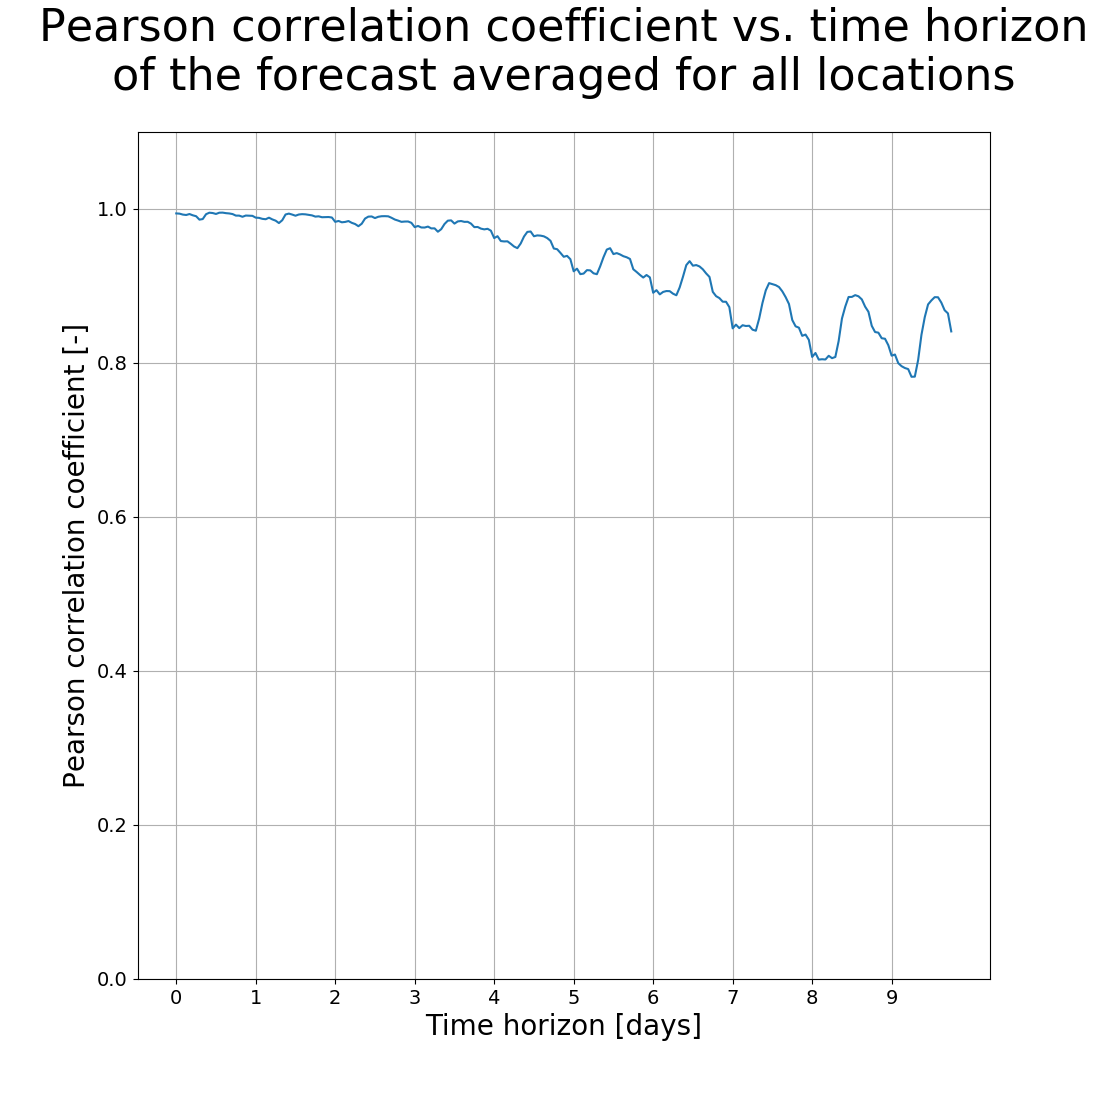 Pearson correlation coefficient vs. time horizon
of the forecast averaged for all locations
Pearson correlation coefficient [-]
1.0
0.8
0.6
0.4
0.2
0.0
0 1 2 3 4 5 6 7 8 9
Time horizon [days]